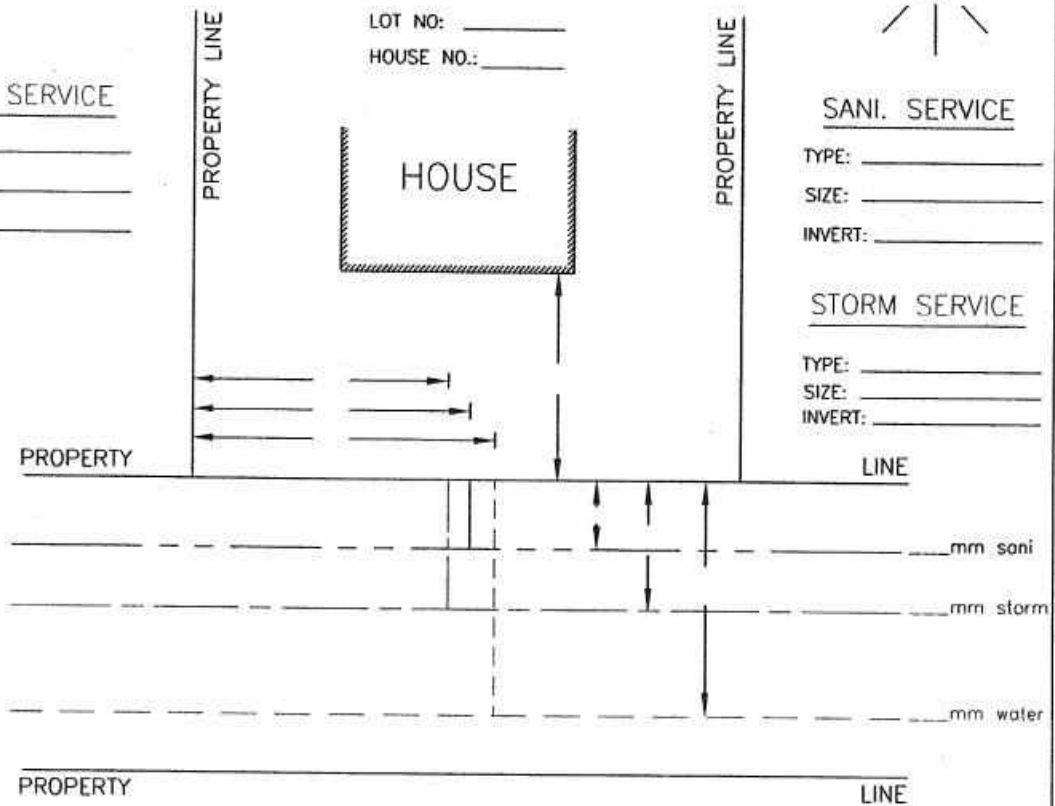 LOT NO:
HOUSE NO.:
PROPERTY LINE
PROPERTY LINE
SERVICE
HOUSE
SANI. SERVICE
TYPE:
SIZE:
INVERT:
STORM SERVICE
TYPE:
SIZE:
INVERT:
PROPERTY LINE
mm sani
mm storm
mm water
PROPERTY LINE